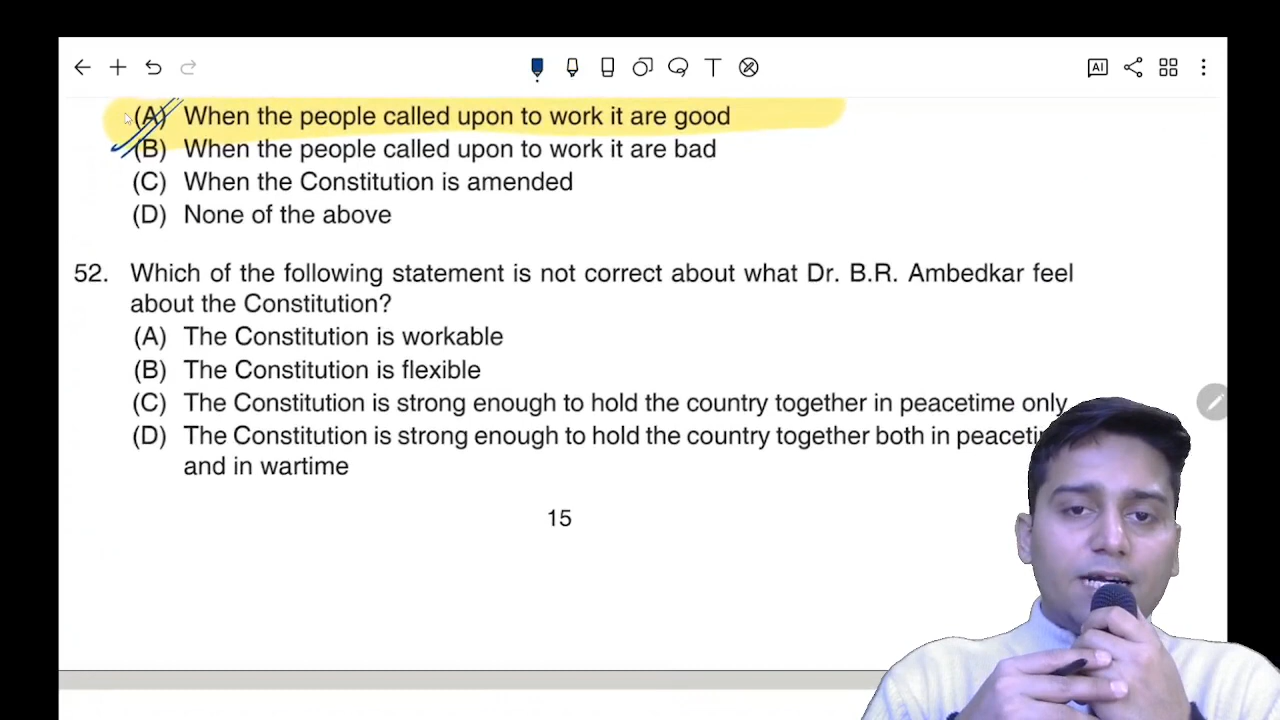 AI
(A) When the people called upon to work it are good
(B) When the people called upon to work it are bad
(C) When the Constitution is amended
(D) None of the above
52. Which of the following statement is not correct about what Dr. B.R. Ambedkar feel
about the Constitution?
(A) The Constitution is workable
(B) The Constitution is flexible
(C) The Constitution is strong enough to hold the country together in peacetime only
(D) The Constitution is strong enough to hold the country together both in
and in wartime
15